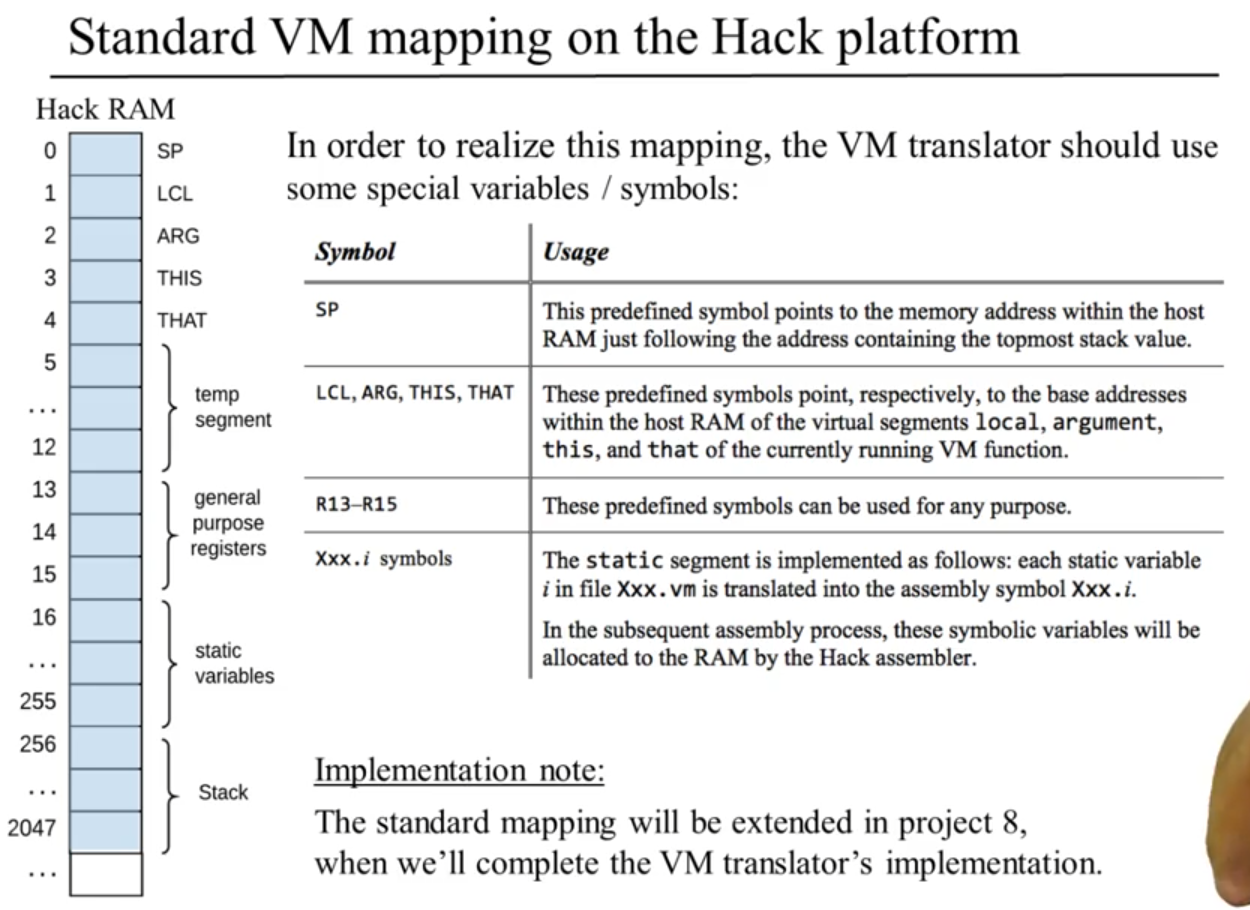 Standard VM mapping on the Hack platform
Hack RAM
0 SP
1 LCL
2 ARG
3 THIS
4 THAT
5
...
12
temp
segment
13
14
15
general
purpose
registers
16
...
255
static
variables
256
...
2047
Stack
...
In order to realize this mapping, the VM translator should use
some special variables / symbols:
Symbol Usage
SP This predefined symbol points to the memory address within the host
RAM just following the address containing the topmost stack value.
LCL, ARG, THIS, THAT These predefined symbols point, respectively, to the base addresses
within the host RAM of the virtual segments local, argument,
this, and that of the currently running VM function.
R13–R15 These predefined symbols can be used for any purpose.
Xxx.i symbols The static segment is implemented as follows: each static variable
i in file Xxx.vm is translated into the assembly symbol Xxx.i.
In the subsequent assembly process, these symbolic variables will be
allocated to the RAM by the Hack assembler.
Implementation note:
The standard mapping will be extended in project 8,
when we’ll complete the VM translator’s implementation.